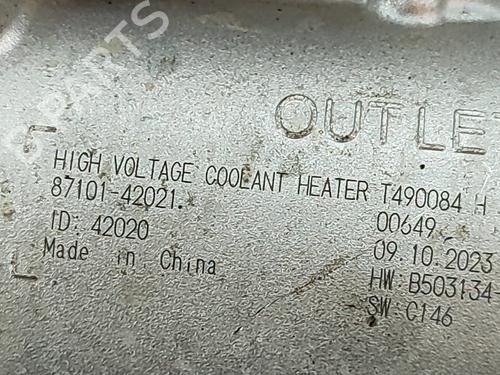 OUTLE
HIGH VOLTAGE COOLANT HEATER T490084 H
87101-42021. 00649
ID: 42020 09.10.2023
Made in China HW:B503134-
SW:C146